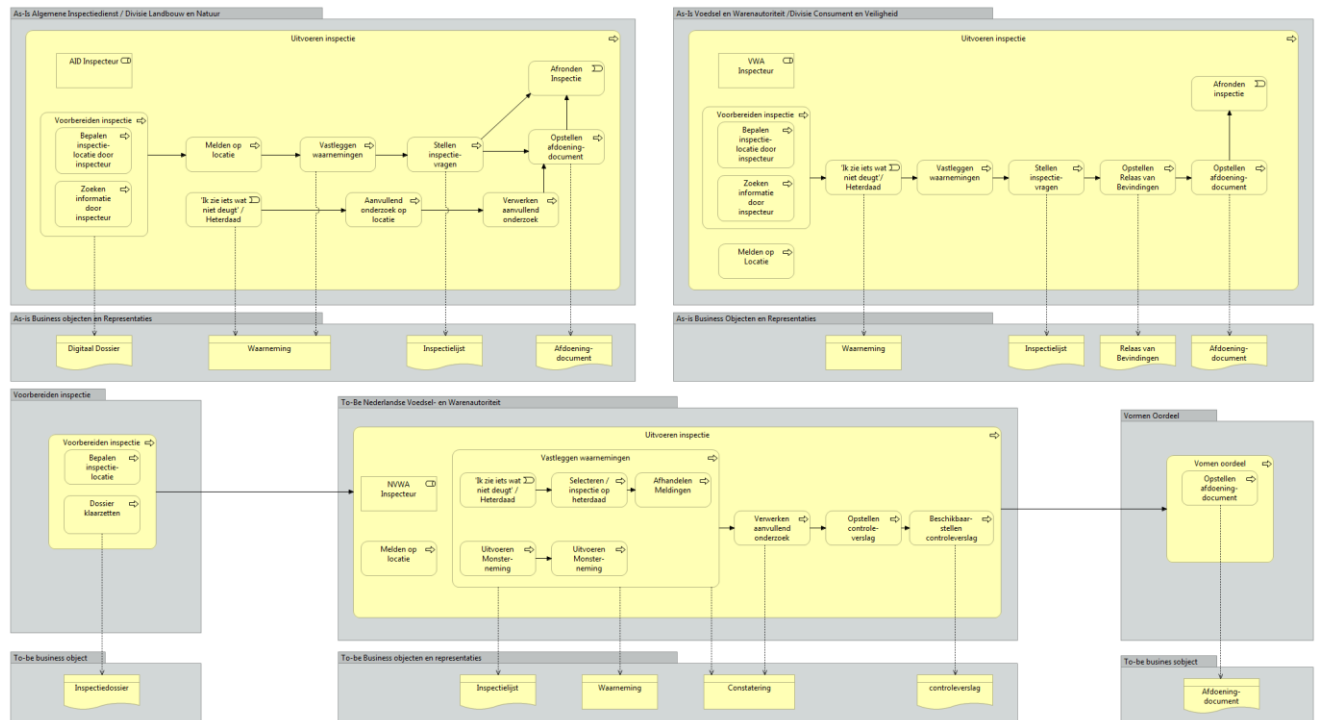 As-Is Algemene Inspectiedienst / Divisie Landbouw en Natuur
Uitvoeren inspectie
AID Inspecteur
Afronden
Inspectie
Voorbereiden inspectie
Bepalen
inspectie-
locatie door
inspecteur
Zoeken
informatie
door
inspecteur
Melden op
locatie
Vastleggen
waarnemingen
Stellen
inspectie-
vragen
Opstellen
afdoening-
document
'Ik zie iets wat
niet deugt' /
Heterdaad
Aanvullend
onderzoek op
locatie
Verwerken
aanvullend
onderzoek
As-is Business objecten en Representaties
Digitaal Dossier
Waarneming
Inspectielijst
Afdoening-
document
As-Is Voedsel en Warenautoriteit /Divisie Consument en Veiligheid
Uitvoeren inspectie
VWA
Inspecteur
Afronden
inspectie
Voorbereiden inspectie
Bepalen
inspectie-
locatie door
inspecteur
Zoeken
informatie
door
inspecteur
Melden op
Locatie
'Ik zie iets wat
niet deugt'/
Heterdaad
Vastleggen
waarnemingen
Stellen
inspectie-
vragen
Opstellen
Relaas van
Bevindingen
Opstellen
afdoening-
document
As-is Business Objecten en Representaties
Waarneming
Inspectielijst
Relaas van
Bevindingen
Afdoening-
document
Voorbereiden inspectie
Voorbereiden inspectie
Bepalen
inspectie-
locatie
Dossier
klaarzetten
To-be business object
Inspectiedossier
To-Be Nederlandse Voedsel- en Warenautoriteit
Uitvoeren inspectie
NVWA
Inspecteur
Melden op
locatie
Vastleggen waarnemingen
'Ik zie iets wat
niet deugt' /
Heterdaad
Selecteren /
inspectie op
heterdaad
Afhandelen
Meldingen
Uitvoeren
Monster-
neming
Uitvoeren
Monster-
neming
Verwerken
aanvullend
onderzoek
Opstellen
controle-
verslag
Beschikbaar-
stellen
controleverslag
To-be Business objecten en representaties
Inspectielijst
Waarneming
Constatering
controleverslag
Vormen Oordeel
Vomen oordeel
Opstellen
afdoening-
document
To-be busines sobject
Afdoening-
document